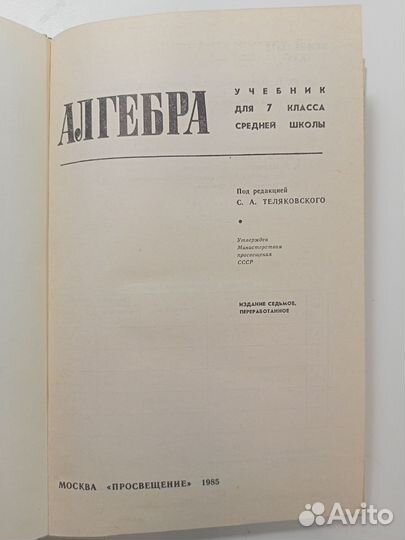 АЛГЕБРА
УЧЕБНИК
ДЛЯ 7 КЛАССА
СРЕДНЕЙ ШКОЛЫ
Под редакцией
С. А. ТЕЛЯКОВСКОГО
Утвержден
Министерством
просвещения
СССР
ИЗДАНИЕ СЕДЬМОЕ,
ПЕРЕРАБОТАННОЕ
МОСКВА «ПРОСВЕЩЕНИЕ» 1985
Avito